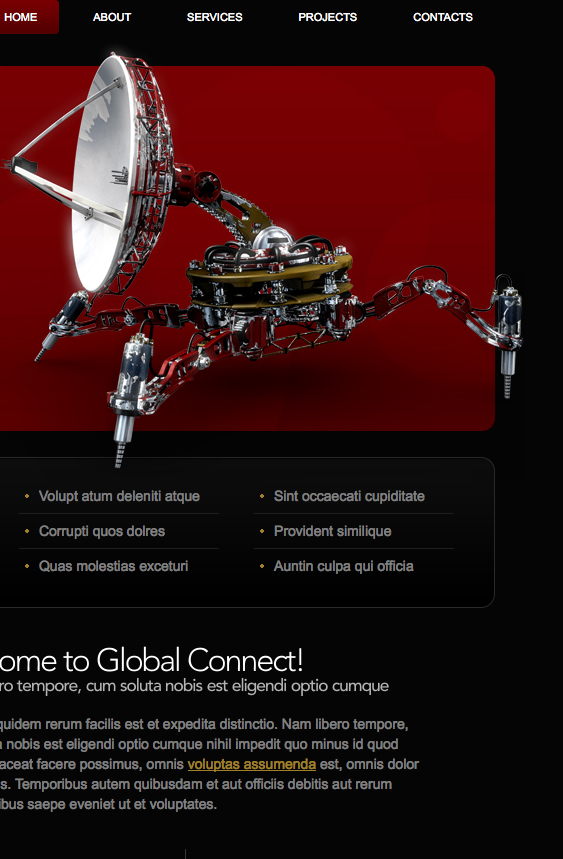 HOME ABOUT SERVICES PROJECTS CONTACTS
Volupt atum deleniti atque
Sint occaecati cupiditate
Corrupti quos dolres
Provident similique
Quas molestias exceturi
Auntin culpa qui officia
ome to Global Connect!
ro tempore, cum soluta nobis est eligendi optio cumque
quidem rerum facilis est et expedita distinctio. Nam libero tempore,
nobis est eligendi optio cumque nihil impedit quo minus id quod
aceat facere possimus, omnis voluptas assumenda est, omnis dolor
s. Temporibus autem quibusdam et aut officiis debitis aut rerum
ibus saepe eveniet ut et voluptates.